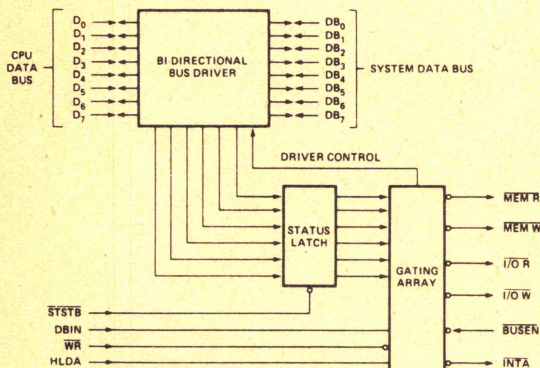 CPU
DATA
BUS
D0
D1
D2
D3
D4
D5
D6
D7
BI DIRECTIONAL
BUS DRIVER
DB0
DB1
DB2
DB3
DB4
DB5
DB6
DB7
SYSTEM DATA BUS
DRIVER CONTROL
STATUS
LATCH
GATING
ARRAY
MEM R
MEM W
I/O R
I/O W
BUSEN
INTA
STSTB
DBIN
WR
HLDA